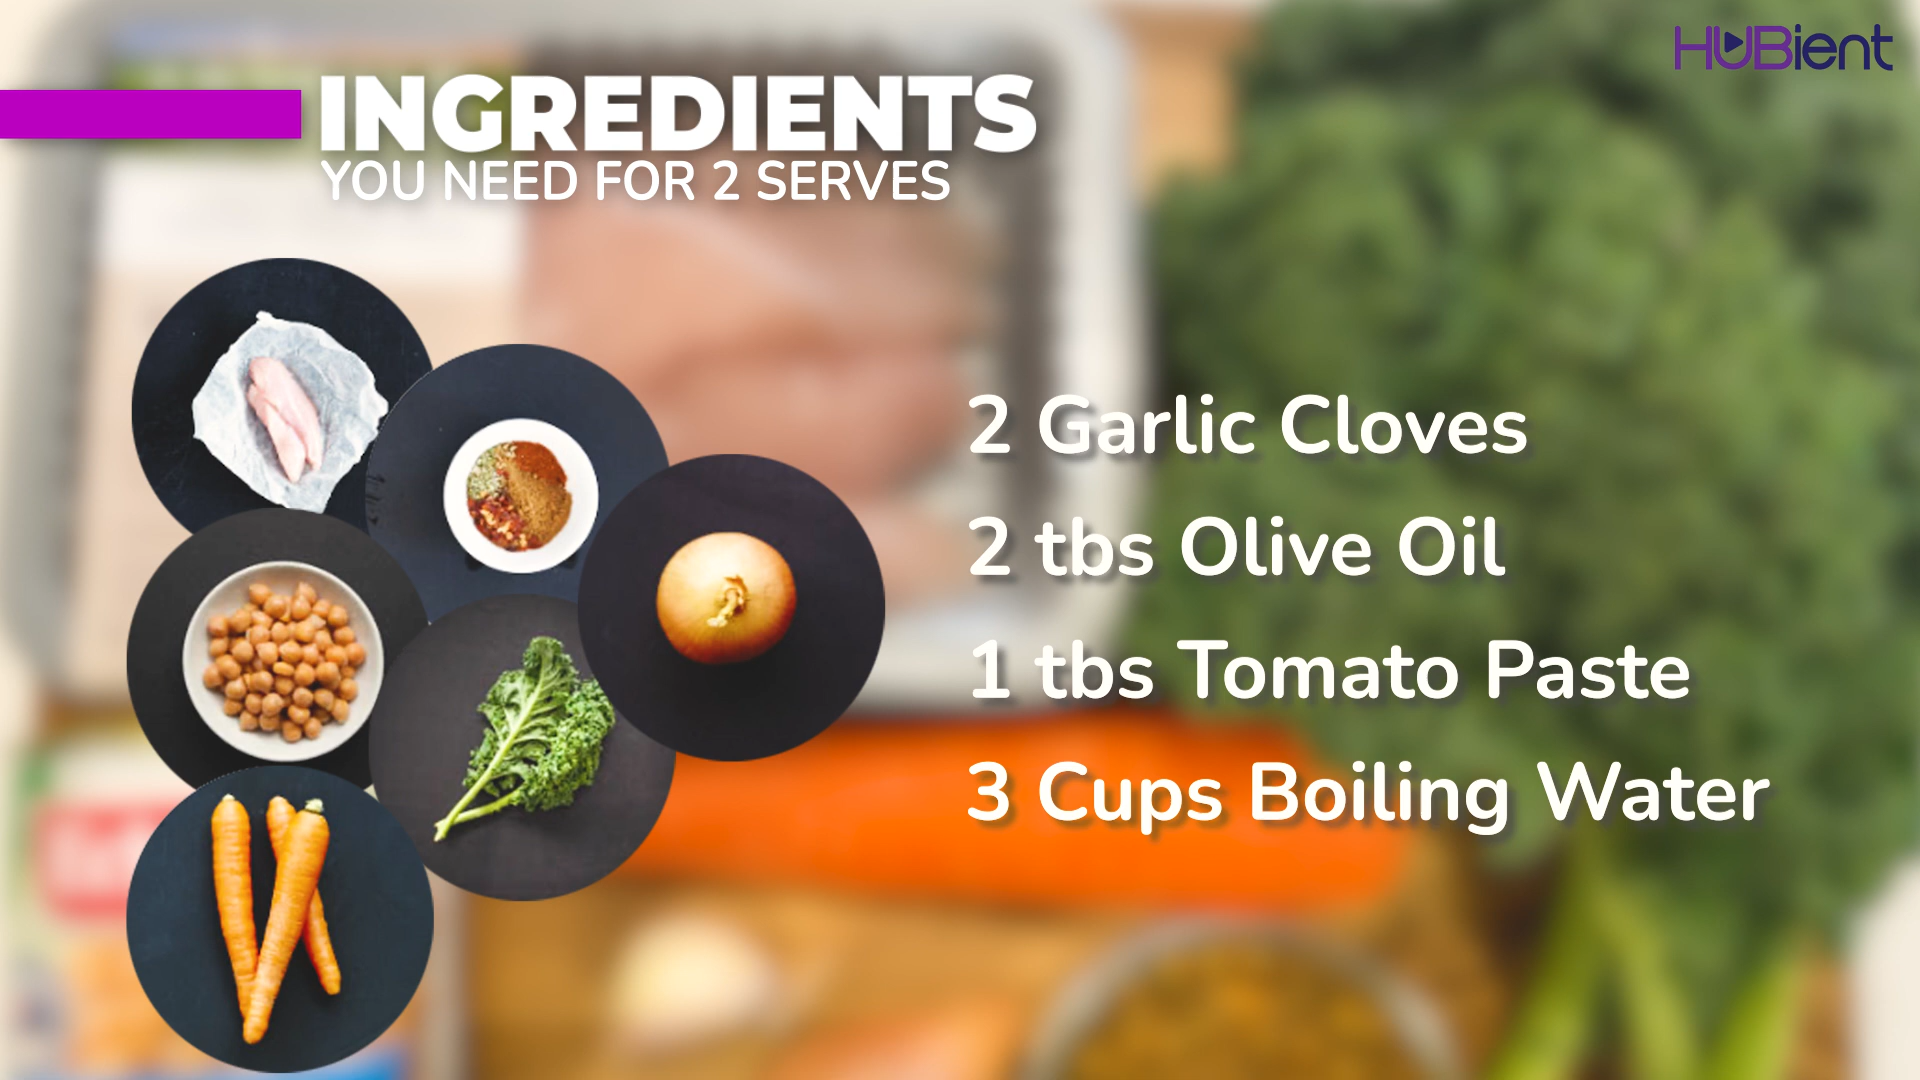 HUBient
INGREDIENTS
YOU NEED FOR 2 SERVES
2 Garlic Cloves
2 tbs Olive Oil
1 tbs Tomato Paste
3 Cups Boiling Water